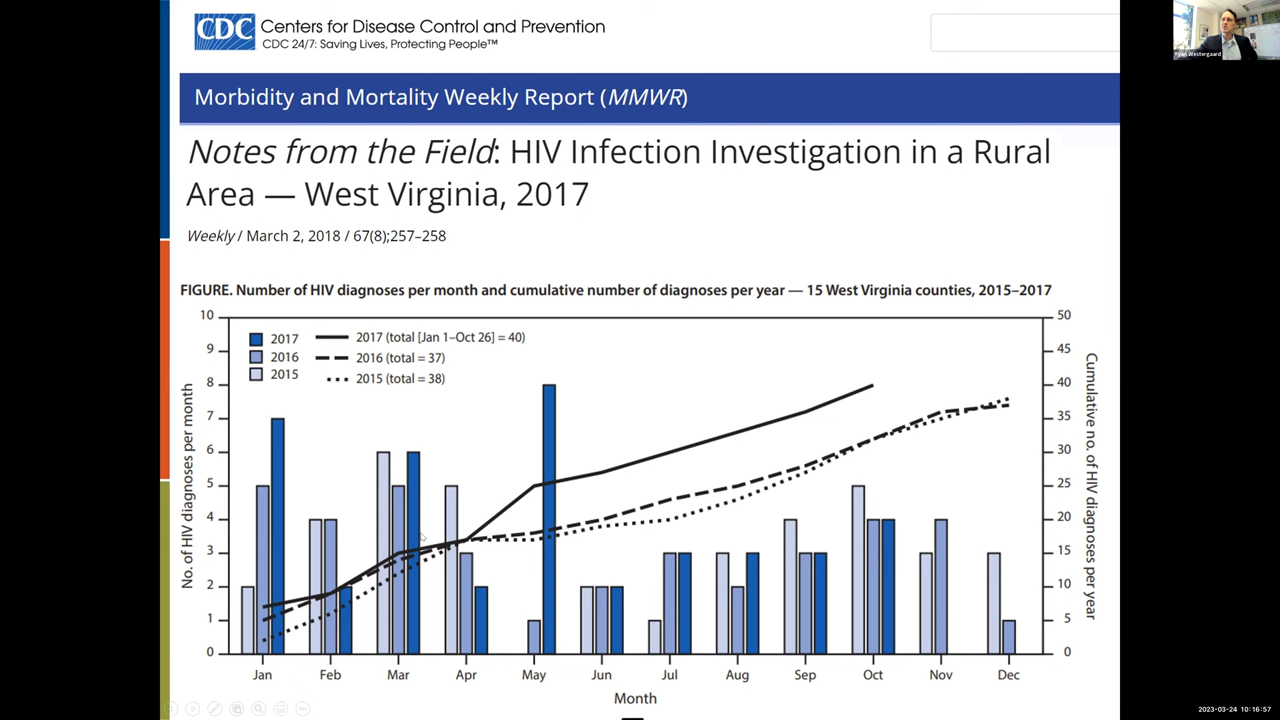 CDC
Centers for Disease Control and Prevention
CDC 24/7: Saving Lives, Protecting People™
Ryan Westergaard
Morbidity and Mortality Weekly Report (MMWR)
Notes from the Field: HIV Infection Investigation in a Rural
Area — West Virginia, 2017
Weekly / March 2, 2018 / 67(8);257–258
FIGURE. Number of HIV diagnoses per month and cumulative number of diagnoses per year — 15 West Virginia counties, 2015–2017
No. of HIV diagnoses per month
10
9
8
7
6
5
4
3
2
1
0
2017
2016
2015
2017 (total [Jan 1–Oct 26] = 40)
2016 (total = 37)
2015 (total = 38)
50
45
40
35
30
25
20
15
10
5
0
Cumulative no. of HIV diagnoses per year
Jan Feb Mar Apr May Jun Jul Aug Sep Oct Nov Dec
Month
2023-03-24 10:16:57